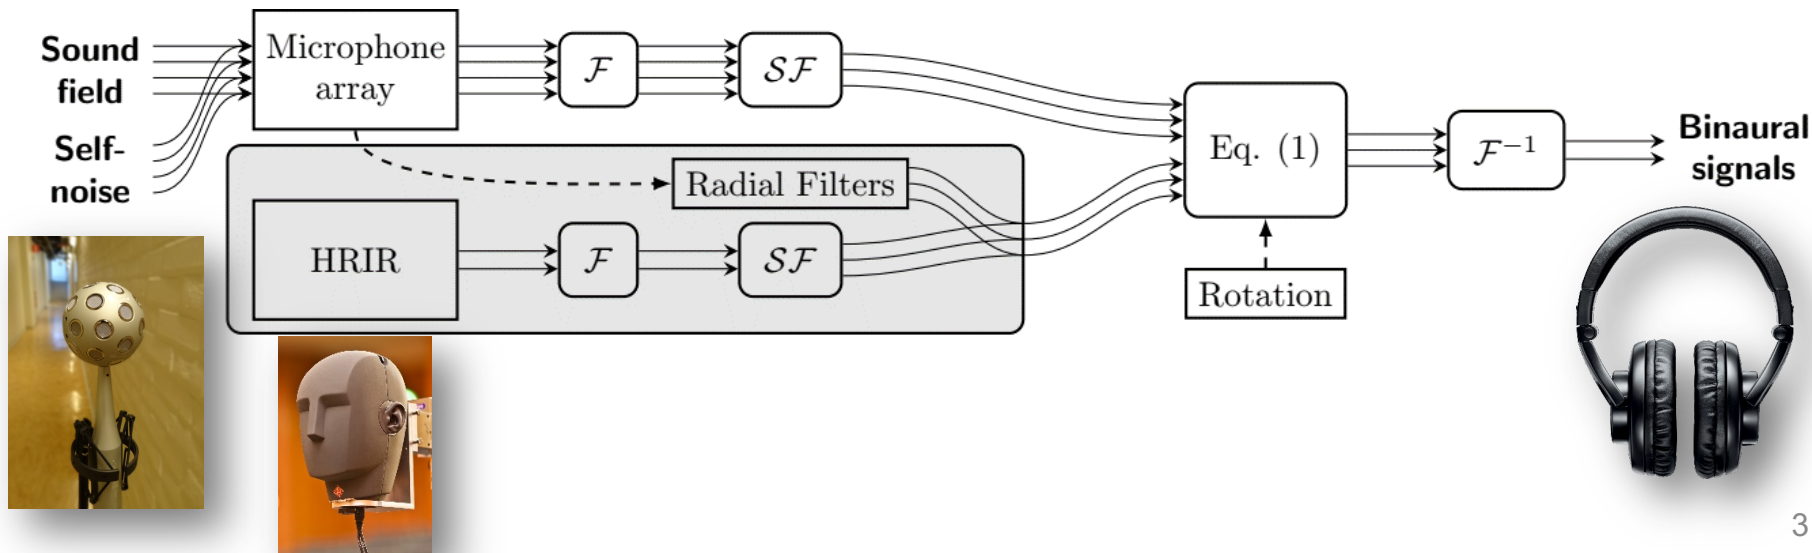 Sound
field
Self-
noise
Microphone
array
ℱ
𝒮ℱ
Radial Filters
HRIR
ℱ
𝒮ℱ
Eq. (1)
Rotation
ℱ⁻¹
Binaural
signals
3